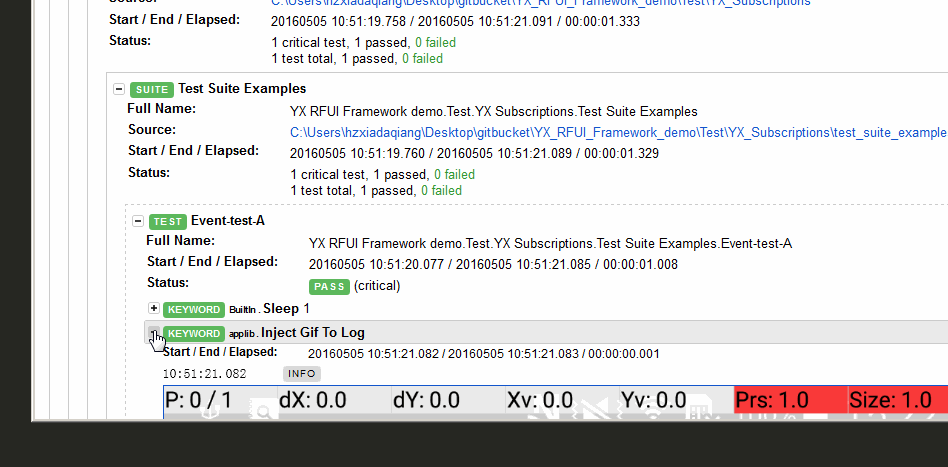 Source: C:\Users\hzxiadaqiang\Desktop\gitbucket\YX_RFUI_Framework_demo\Test\YX_Subscriptions
Start / End / Elapsed: 20160505 10:51:19.758 / 20160505 10:51:21.091 / 00:00:01.333
Status: 1 critical test, 1 passed, 0 failed
1 test total, 1 passed, 0 failed
SUITE Test Suite Examples
Full Name: YX RFUI Framework demo.Test.YX Subscriptions.Test Suite Examples
Source: C:\Users\hzxiadaqiang\Desktop\gitbucket\YX_RFUI_Framework_demo\Test\YX_Subscriptions\test_suite_example
Start / End / Elapsed: 20160505 10:51:19.760 / 20160505 10:51:21.089 / 00:00:01.329
Status: 1 critical test, 1 passed, 0 failed
1 test total, 1 passed, 0 failed
TEST Event-test-A
Full Name: YX RFUI Framework demo.Test.YX Subscriptions.Test Suite Examples.Event-test-A
Start / End / Elapsed: 20160505 10:51:20.077 / 20160505 10:51:21.085 / 00:00:01.008
Status: PASS (critical)
KEYWORD BuiltIn . Sleep 1
KEYWORD applib . Inject Gif To Log
Start / End / Elapsed: 20160505 10:51:21.082 / 20160505 10:51:21.083 / 00:00:00.001
10:51:21.082 INFO
P: 0 / 1 dX: 0.0 dY: 0.0 Xv: 0.0 Yv: 0.0 Prs: 1.0 Size: 1.0